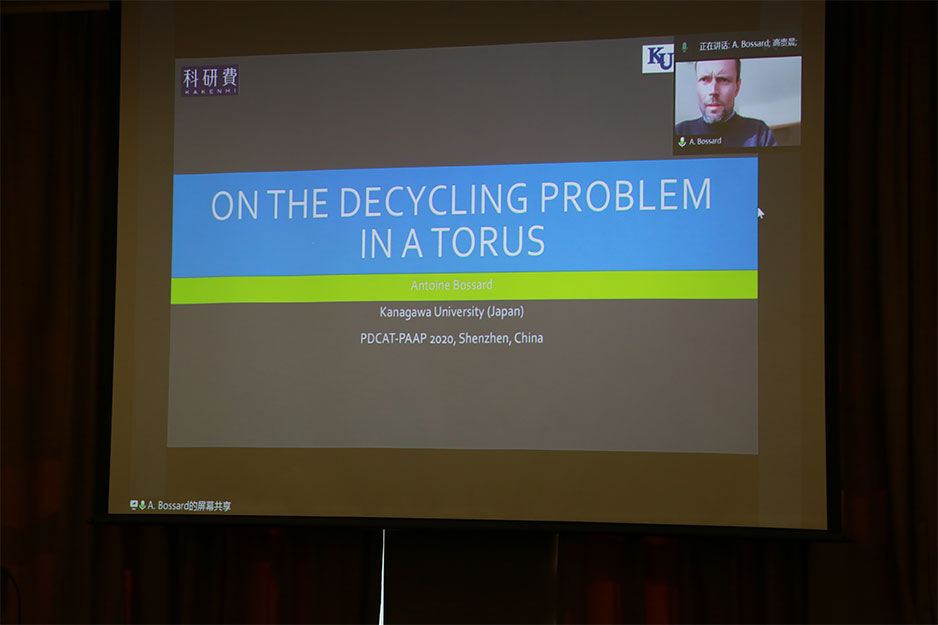 科研費
KAKENHI
KU
正在讲话: A. Bossard; 高贵晨;
A. Bossard
ON THE DECYCLING PROBLEM
IN A TORUS
Antoine Bossard
Kanagawa University (Japan)
PDCAT-PAAP 2020, Shenzhen, China
A. Bossard的屏幕共享